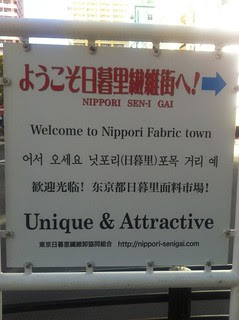 ようこそ日暮里繊維街へ!
NIPPORI SEN-I GAI
Welcome to Nippori Fabric town
어서 오세요 닛포리(日暮里)포목 거리 에
歡迎光临! 东京都日暮里面料市場!
Unique & Attractive
東京日暮里繊維卸協同組合 http://nippori-senigai.com